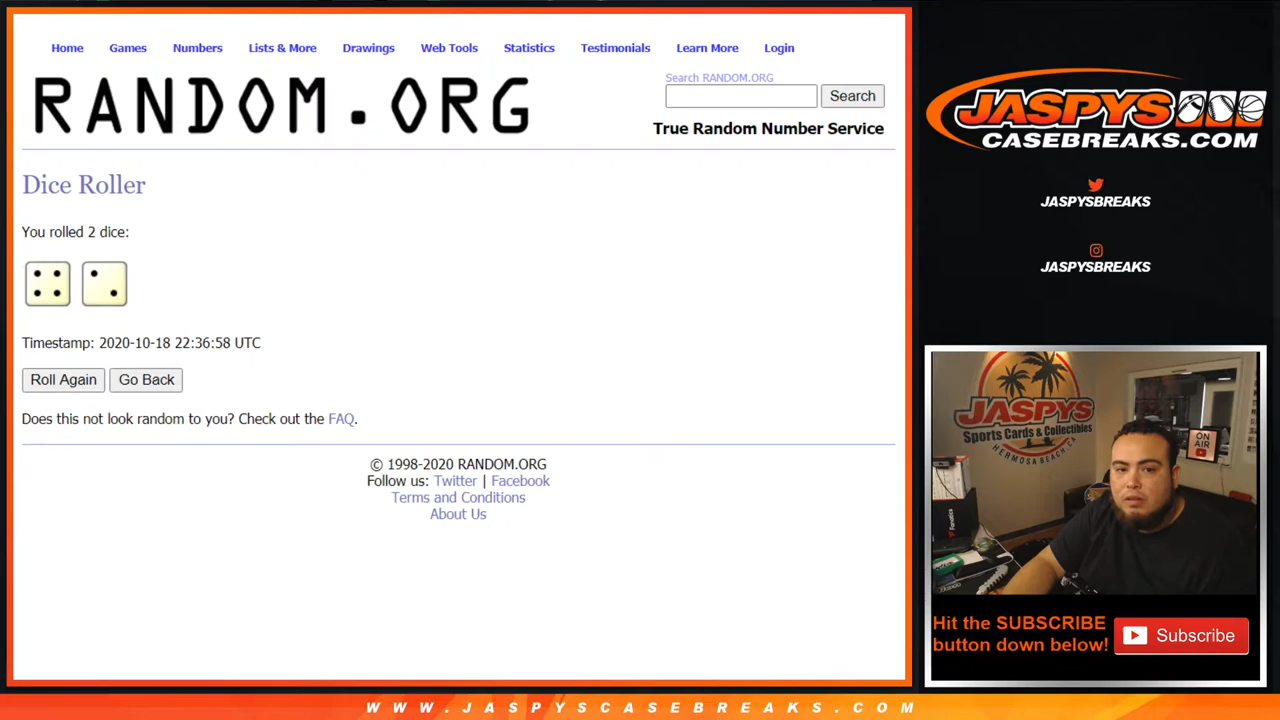 Home Games Numbers Lists & More Drawings Web Tools Statistics Testimonials Learn More Login
RANDOM.ORG
Search RANDOM.ORG
Search
True Random Number Service
Dice Roller
You rolled 2 dice:
Timestamp: 2020-10-18 22:36:58 UTC
Roll Again Go Back
Does this not look random to you? Check out the FAQ.
© 1998-2020 RANDOM.ORG
Follow us: Twitter | Facebook
Terms and Conditions
About Us
JASPYS
CASEBREAKS.COM
JASPYSBREAKS
JASPYSBREAKS
JASPYS
Sports Cards & Collectibles
HERMOSA BEACH, CA
ON
AIR
Fanatics
Hit the SUBSCRIBE
button down below!
Subscribe
WWW.JASPYSCASEBREAKS.COM